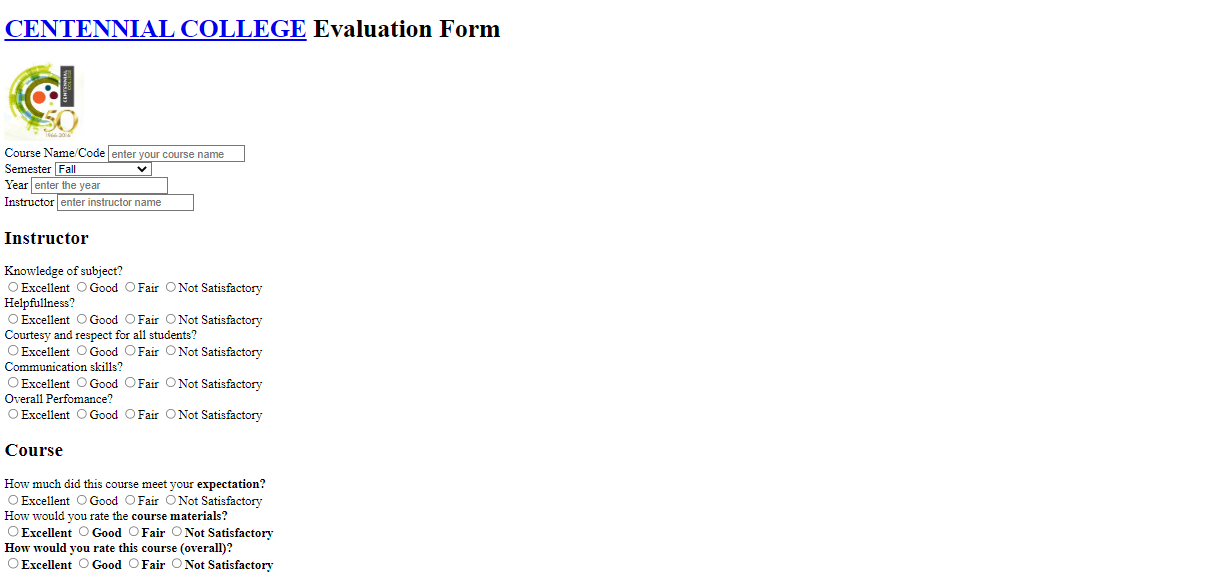 CENTENNIAL COLLEGE Evaluation Form
CENTENNIAL
COLLEGE
50
1966-2016
Course Name/Code enter your course name
Semester Fall
Year enter the year
Instructor enter instructor name
Instructor
Knowledge of subject?
Excellent Good Fair Not Satisfactory
Helpfullness?
Excellent Good Fair Not Satisfactory
Courtesy and respect for all students?
Excellent Good Fair Not Satisfactory
Communication skills?
Excellent Good Fair Not Satisfactory
Overall Perfomance?
Excellent Good Fair Not Satisfactory
Course
How much did this course meet your expectation?
Excellent Good Fair Not Satisfactory
How would you rate the course materials?
Excellent Good Fair Not Satisfactory
How would you rate this course (overall)?
Excellent Good Fair Not Satisfactory